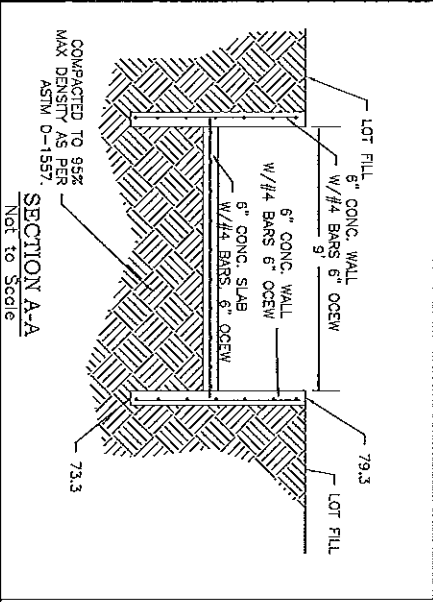 LOT FILL
6" CONC. WALL
W/#4 BARS 6" OCEW
9'
6" CONC. WALL
W/#4 BARS 6" OCEW
6" CONC. SLAB
W/#4 BARS 6" OCEW
79.3
LOT FILL
73.3
COMPACTED TO 95%
MAX DENSITY AS PER
ASTM D-1557.
SECTION A-A
Not to Scale